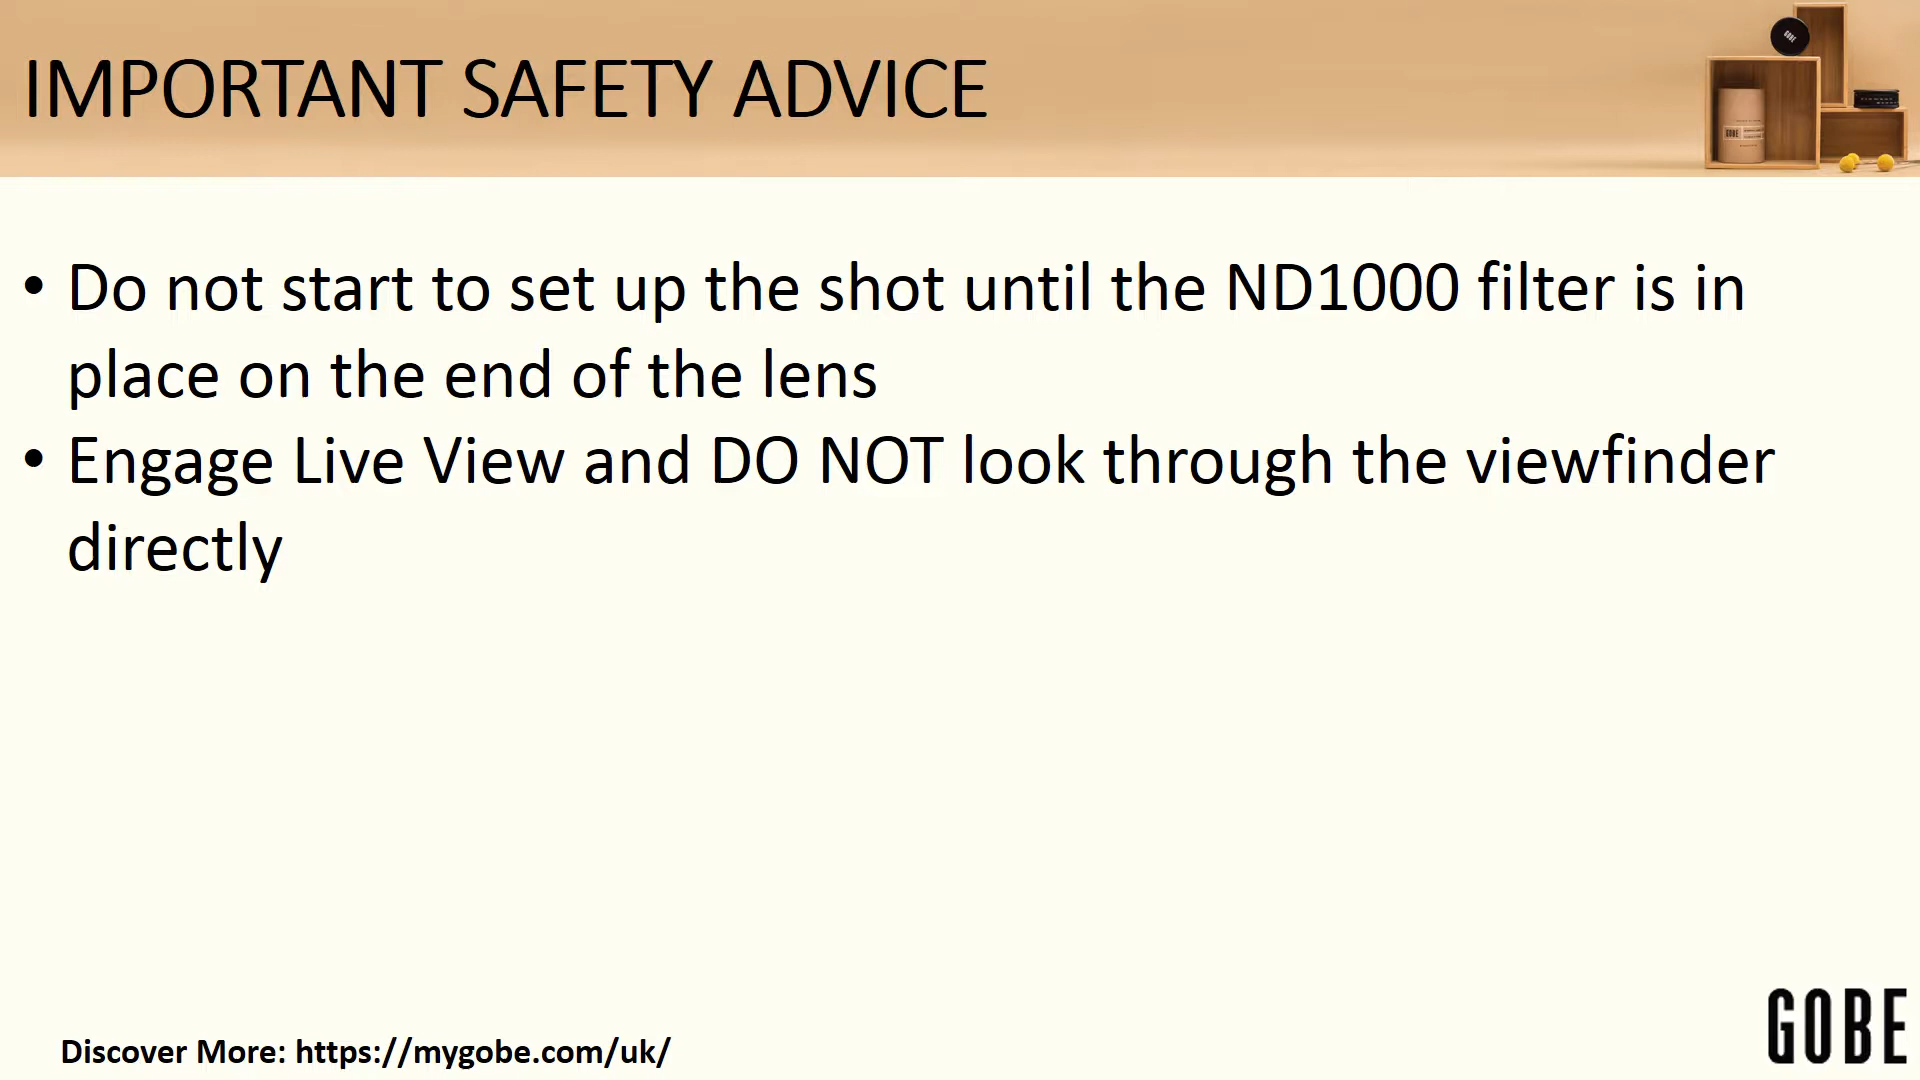 IMPORTANT SAFETY ADVICE
GOBE
GOBE
• Do not start to set up the shot until the ND1000 filter is in
place on the end of the lens
• Engage Live View and DO NOT look through the viewfinder
directly
Discover More: https://mygobe.com/uk/
GOBE